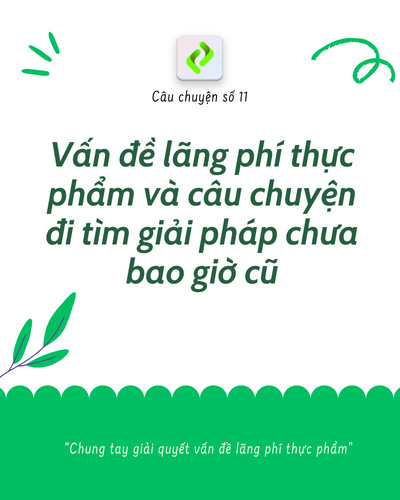 Câu chuyện số 11
Vấn đề lãng phí thực
phẩm và câu chuyện
đi tìm giải pháp chưa
bao giờ cũ
“Chung tay giải quyết vấn đề lãng phí thực phẩm”